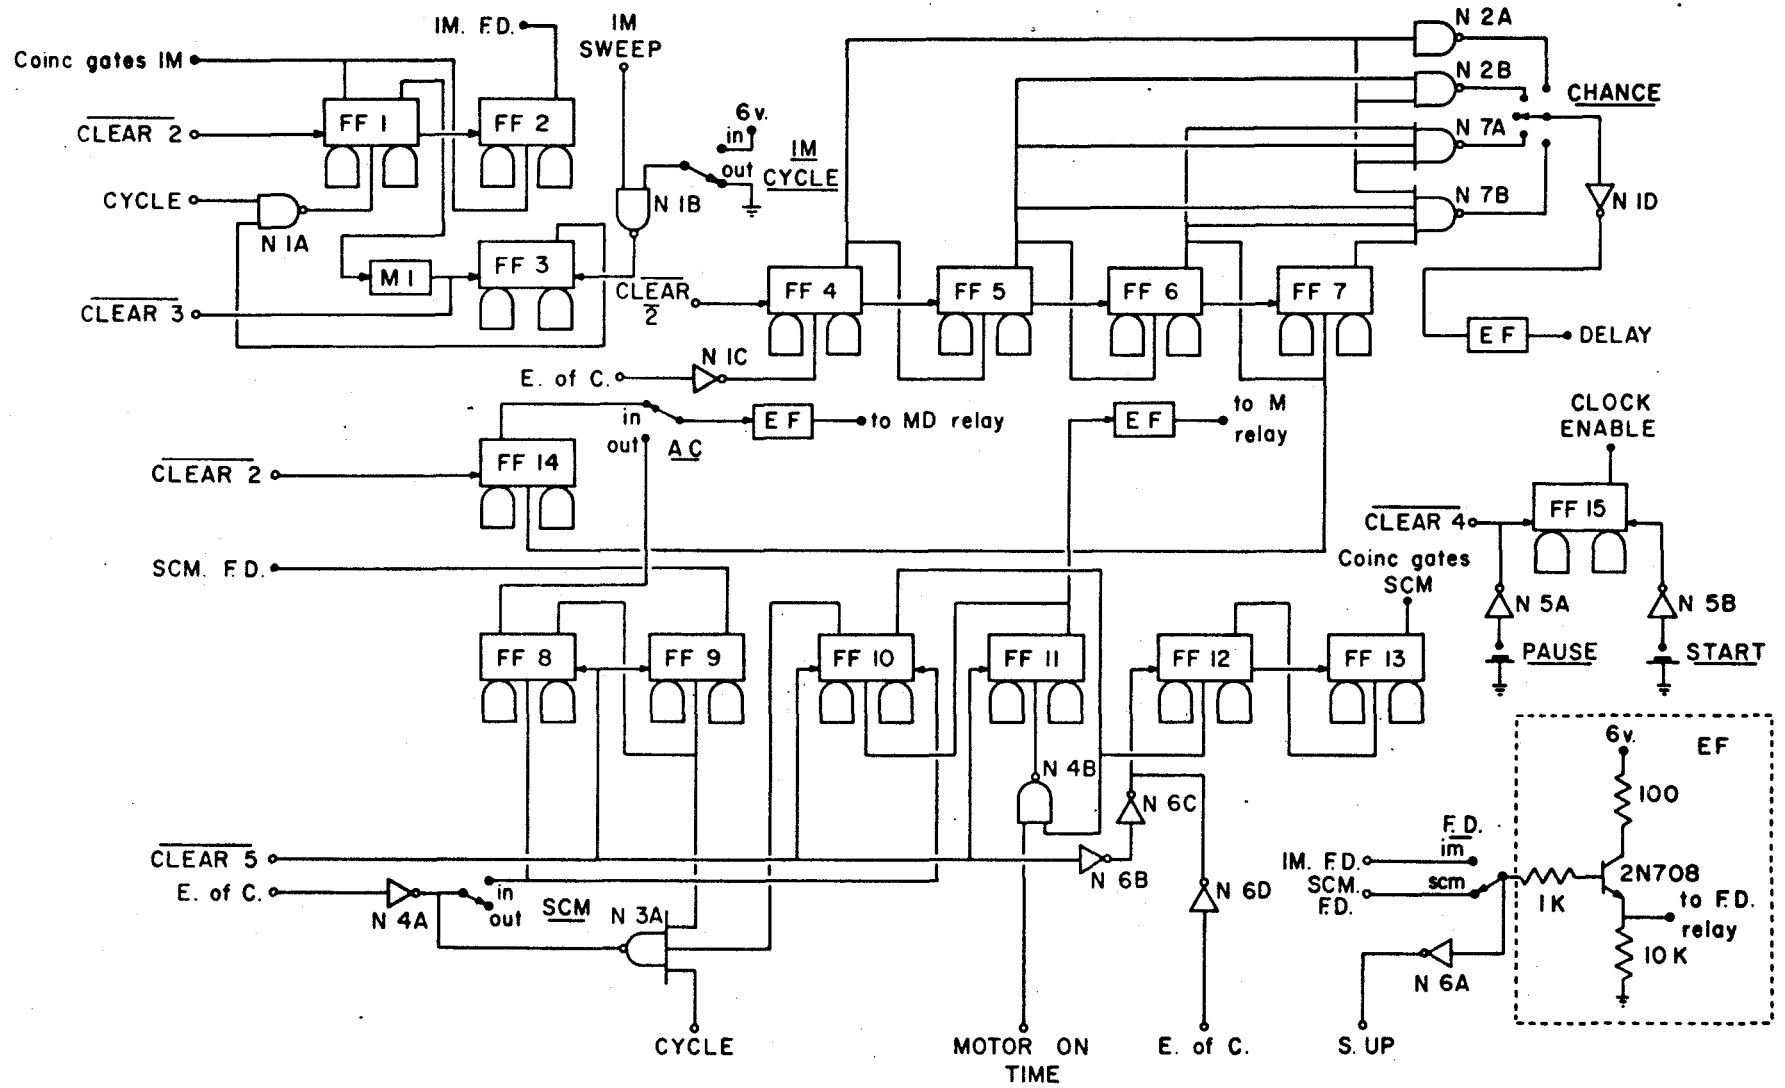 IM. F.D.
IM
SWEEP
N 2A
Coinc gates IM
N 2B
CHANCE
6 v.
in
IM
out
CYCLE
FF 1
FF 2
CLEAR 2
N 7A
CYCLE
N 1A
N 1B
N 7B
N 1D
M 1
FF 3
CLEAR 3
CLEAR
2
FF 4
FF 5
FF 6
FF 7
E F
DELAY
E. of C.
N 1C
in
out
A C
E F
to MD relay
E F
to M
relay
CLOCK
ENABLE
CLEAR 2
FF 14
CLEAR 4
FF 15
SCM. F.D.
Coinc gates
SCM
N 5A
N 5B
PAUSE
START
FF 8
FF 9
FF 10
FF 11
FF 12
FF 13
N 4B
N 6C
CLEAR 5
N 6B
E. of C.
N 4A
in
out
SCM
N 3A
N 6D
6 v.
EF
100
F.D.
im
IM. F.D.
SCM.
F.D.
scm
1K
2N708
to F.D.
relay
10K
N 6A
CYCLE
MOTOR ON
TIME
E. of C.
S. UP